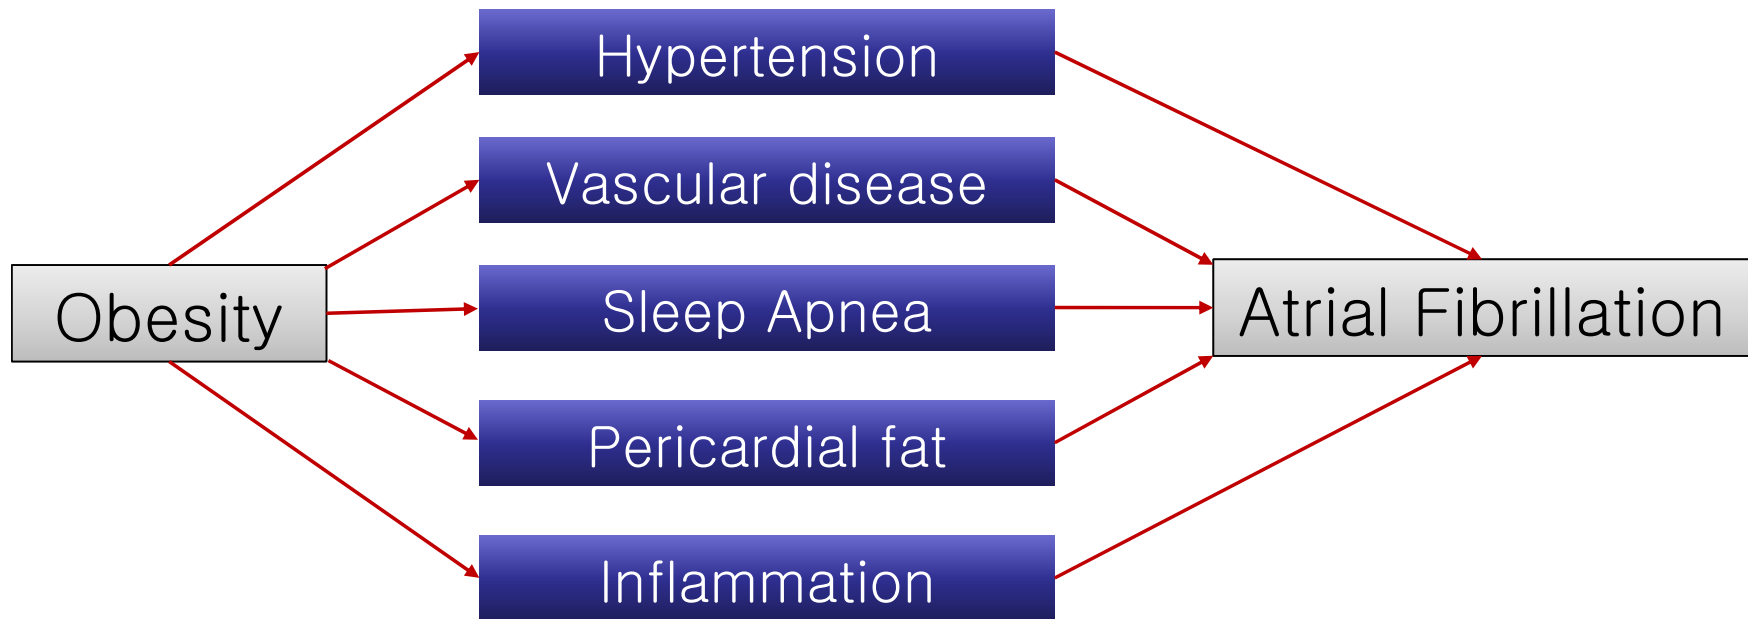 Hypertension
Vascular disease
Obesity
Sleep Apnea
Atrial Fibrillation
Pericardial fat
Inflammation